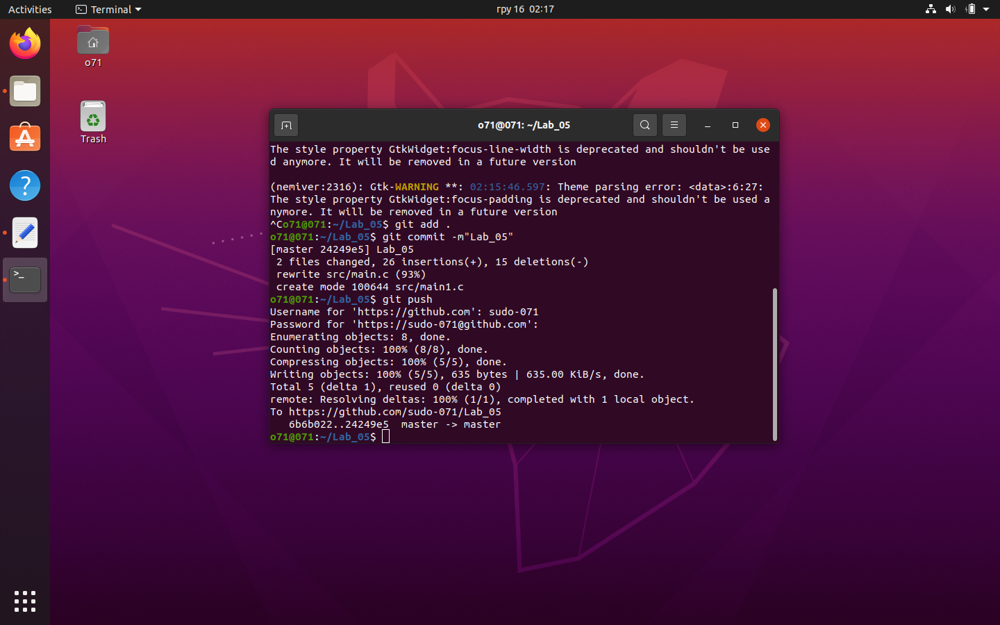 Activities
Terminal
гру 16 02:17
o71
Trash
o71@071: ~/Lab_05
The style property GtkWidget:focus-line-width is deprecated and shouldn't be use
d anymore. It will be removed in a future version
(nemiver:2316): Gtk-WARNING **: 02:15:46.597: Theme parsing error: <data>:6:27:
The style property GtkWidget:focus-padding is deprecated and shouldn't be used a
nymore. It will be removed in a future version
^Co71@071:~/Lab_05$ git add .
o71@071:~/Lab_05$ git commit -m"Lab_05"
[master 24249e5] Lab_05
 2 files changed, 26 insertions(+), 15 deletions(-)
 rewrite src/main.c (93%)
 create mode 100644 src/main1.c
o71@071:~/Lab_05$ git push
Username for 'https://github.com': sudo-071
Password for 'https://sudo-071@github.com':
Enumerating objects: 8, done.
Counting objects: 100% (8/8), done.
Compressing objects: 100% (5/5), done.
Writing objects: 100% (5/5), 635 bytes | 635.00 KiB/s, done.
Total 5 (delta 1), reused 0 (delta 0)
remote: Resolving deltas: 100% (1/1), completed with 1 local object.
To https://github.com/sudo-071/Lab_05
   6b6b022..24249e5  master -> master
o71@071:~/Lab_05$